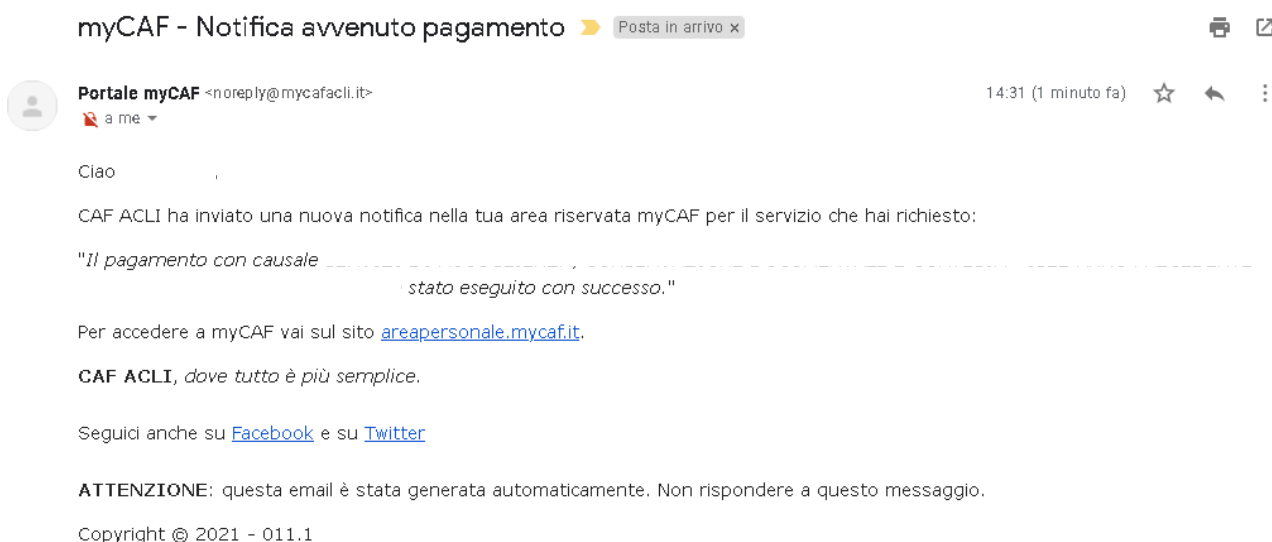 myCAF - Notifica avvenuto pagamento Posta in arrivo x
Portale myCAF <noreply@mycafacli.it> 14:31 (1 minuto fa)
a me
Ciao ,
CAF ACLI ha inviato una nuova notifica nella tua area riservata myCAF per il servizio che hai richiesto:
"Il pagamento con causale
stato eseguito con successo."
Per accedere a myCAF vai sul sito areapersonale.mycaf.it.
CAF ACLI, dove tutto è più semplice.
Seguici anche su Facebook e su Twitter
ATTENZIONE: questa email è stata generata automaticamente. Non rispondere a questo messaggio.
Copyright © 2021 - 011.1